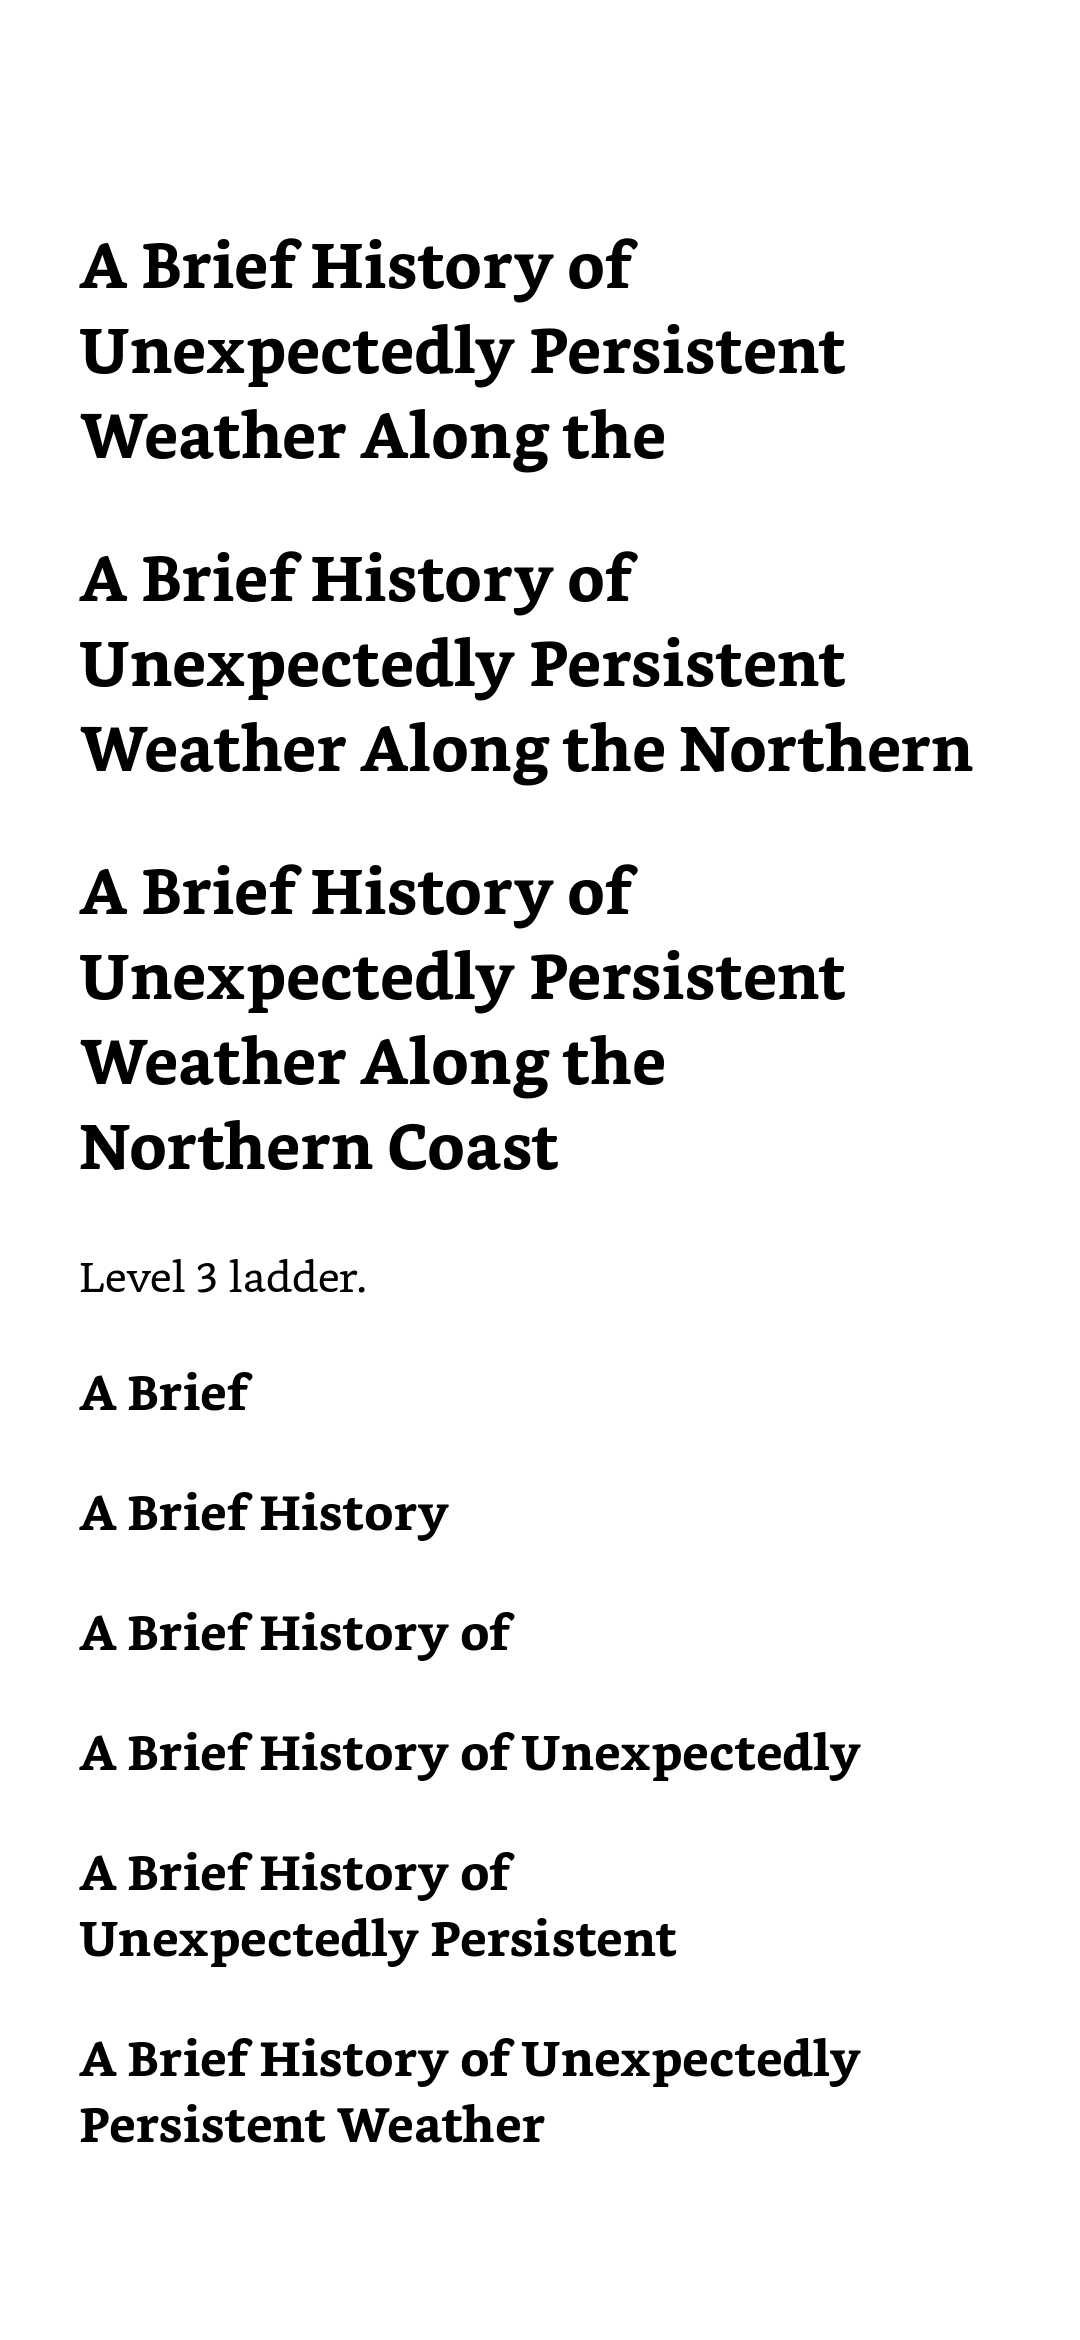 A Brief History of
Unexpectedly Persistent
Weather Along the
A Brief History of
Unexpectedly Persistent
Weather Along the Northern
A Brief History of
Unexpectedly Persistent
Weather Along the
Northern Coast
Level 3 ladder.
A Brief
A Brief History
A Brief History of
A Brief History of Unexpectedly
A Brief History of
Unexpectedly Persistent
A Brief History of Unexpectedly
Persistent Weather